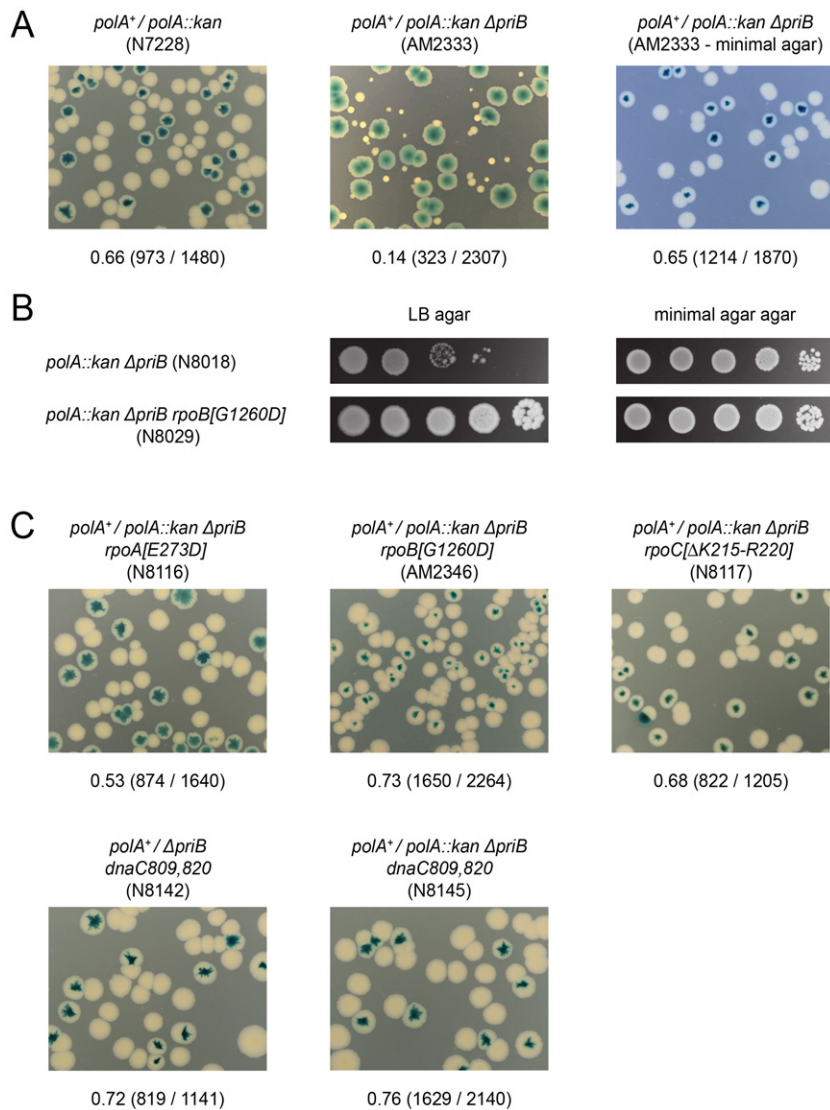 A
polA+ / polA::kan
(N7228)
polA+ / polA::kan ΔpriB
(AM2333)
polA+ / polA::kan ΔpriB
(AM2333 - minimal agar)
0.66 (973 / 1480)
0.14 (323 / 2307)
0.65 (1214 / 1870)
B
LB agar
minimal agar agar
polA::kan ΔpriB (N8018)
polA::kan ΔpriB rpoB[G1260D]
(N8029)
C
polA+ / polA::kan ΔpriB
rpoA[E273D]
(N8116)
polA+ / polA::kan ΔpriB
rpoB[G1260D]
(AM2346)
polA+ / polA::kan ΔpriB
rpoC[ΔK215-R220]
(N8117)
0.53 (874 / 1640)
0.73 (1650 / 2264)
0.68 (822 / 1205)
polA+ / ΔpriB
dnaC809,820
(N8142)
polA+ / polA::kan ΔpriB
dnaC809,820
(N8145)
0.72 (819 / 1141)
0.76 (1629 / 2140)